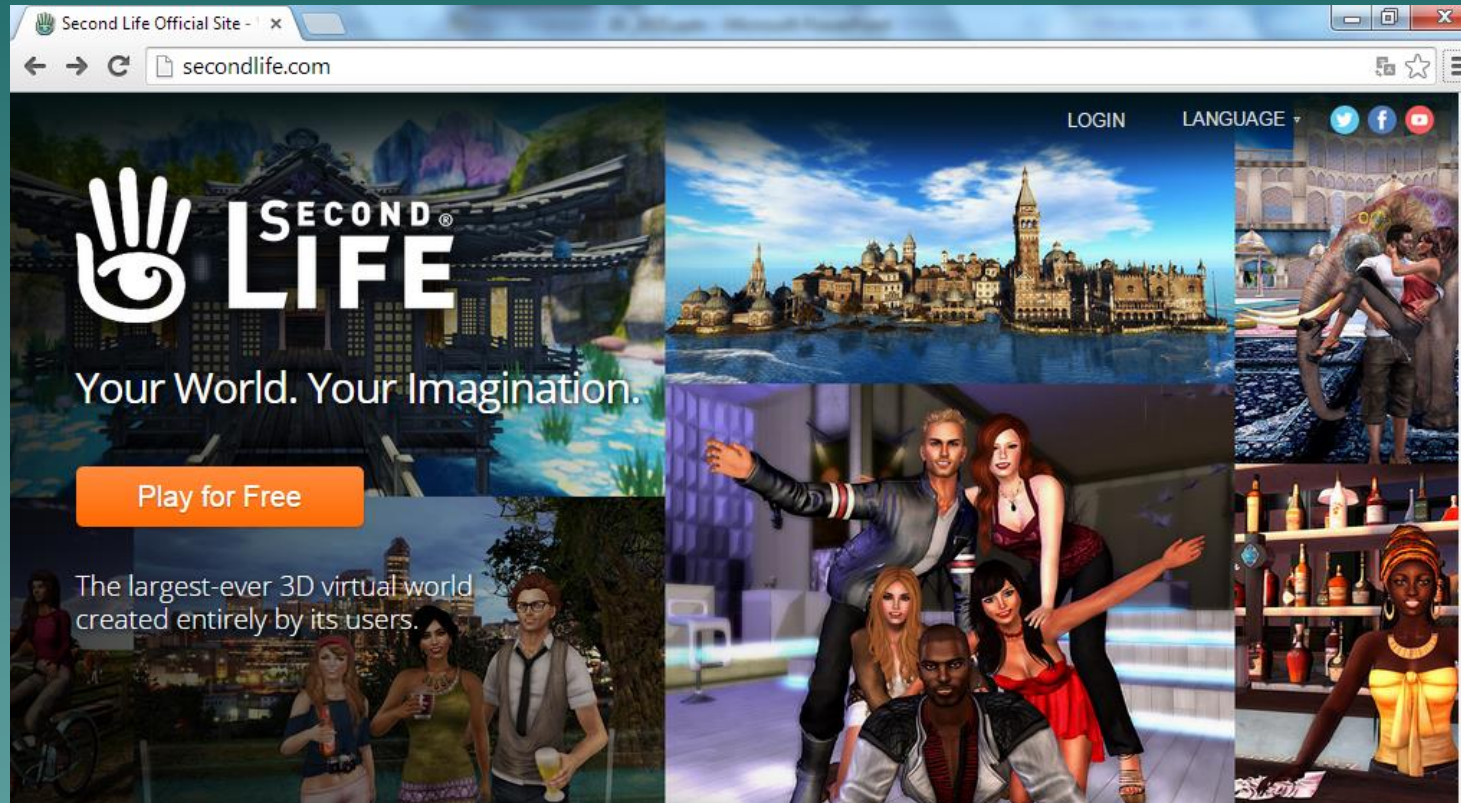 Second Life Official Site -
secondlife.com
LOGIN
LANGUAGE
SECOND®
LIFE
Your World. Your Imagination.
Play for Free
The largest-ever 3D virtual world
created entirely by its users.